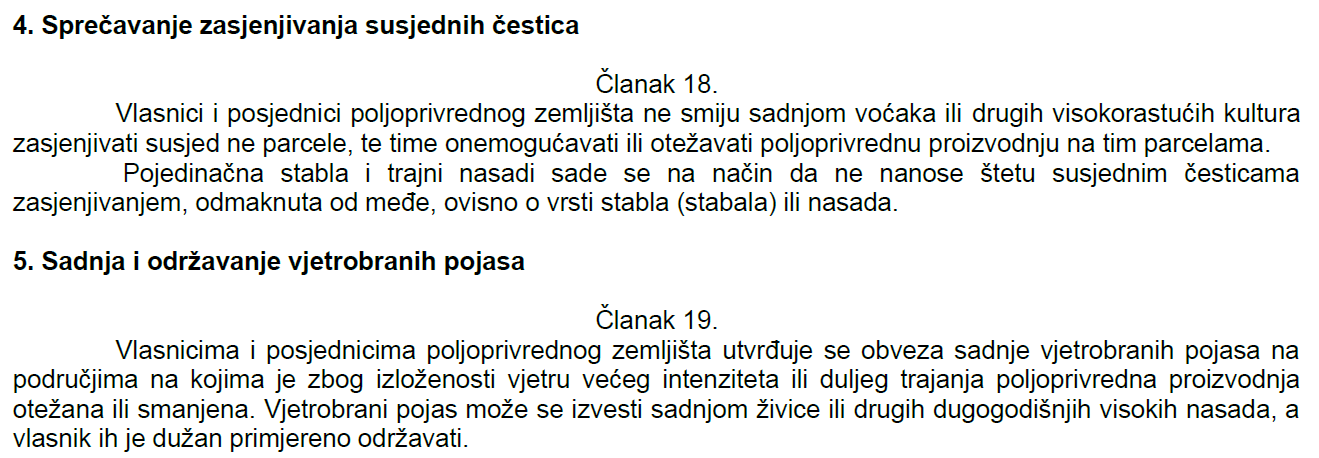 4. Sprečavanje zasjenjivanja susjednih čestica
Članak 18.
Vlasnici i posjednici poljoprivrednog zemljišta ne smiju sadnjom voćaka ili drugih visokorastućih kultura
zasjenjivati susjed ne parcele, te time onemogućavati ili otežavati poljoprivrednu proizvodnju na tim parcelama.
Pojedinačna stabla i trajni nasadi sade se na način da ne nanose štetu susjednim česticama
zasjenjivanjem, odmaknuta od međe, ovisno o vrsti stabla (stabala) ili nasada.
5. Sadnja i održavanje vjetrobranih pojasa
Članak 19.
Vlasnicima i posjednicima poljoprivrednog zemljišta utvrđuje se obveza sadnje vjetrobranih pojasa na
područjima na kojima je zbog izloženosti vjetru većeg intenziteta ili duljeg trajanja poljoprivredna proizvodnja
otežana ili smanjena. Vjetrobrani pojas može se izvesti sadnjom živice ili drugih dugogodišnjih visokih nasada, a
vlasnik ih je dužan primjereno održavati.